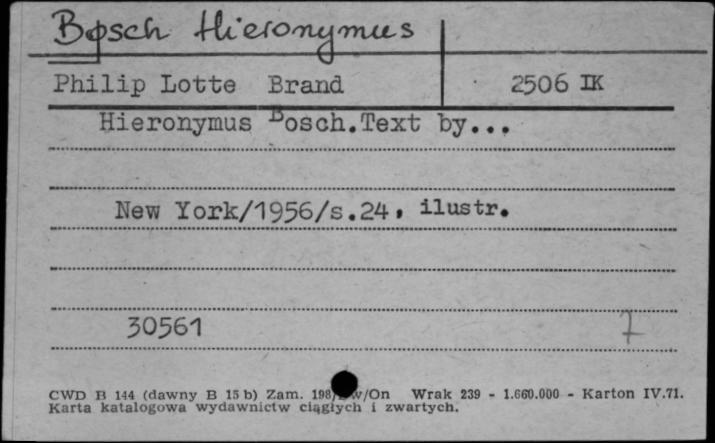 Bosch Hieronymus
Philip Lotte Brand 2506 IK
Hieronymus Bosch.Text by...
New York/1956/s.24, ilustr.
30561 7
CWD B 144 (dawny B 15 b) Zam. 198/ w/On Wrak 239 - 1.660.000 - Karton IV.71.
Karta katalogowa wydawnictw ciągłych i zwartych.